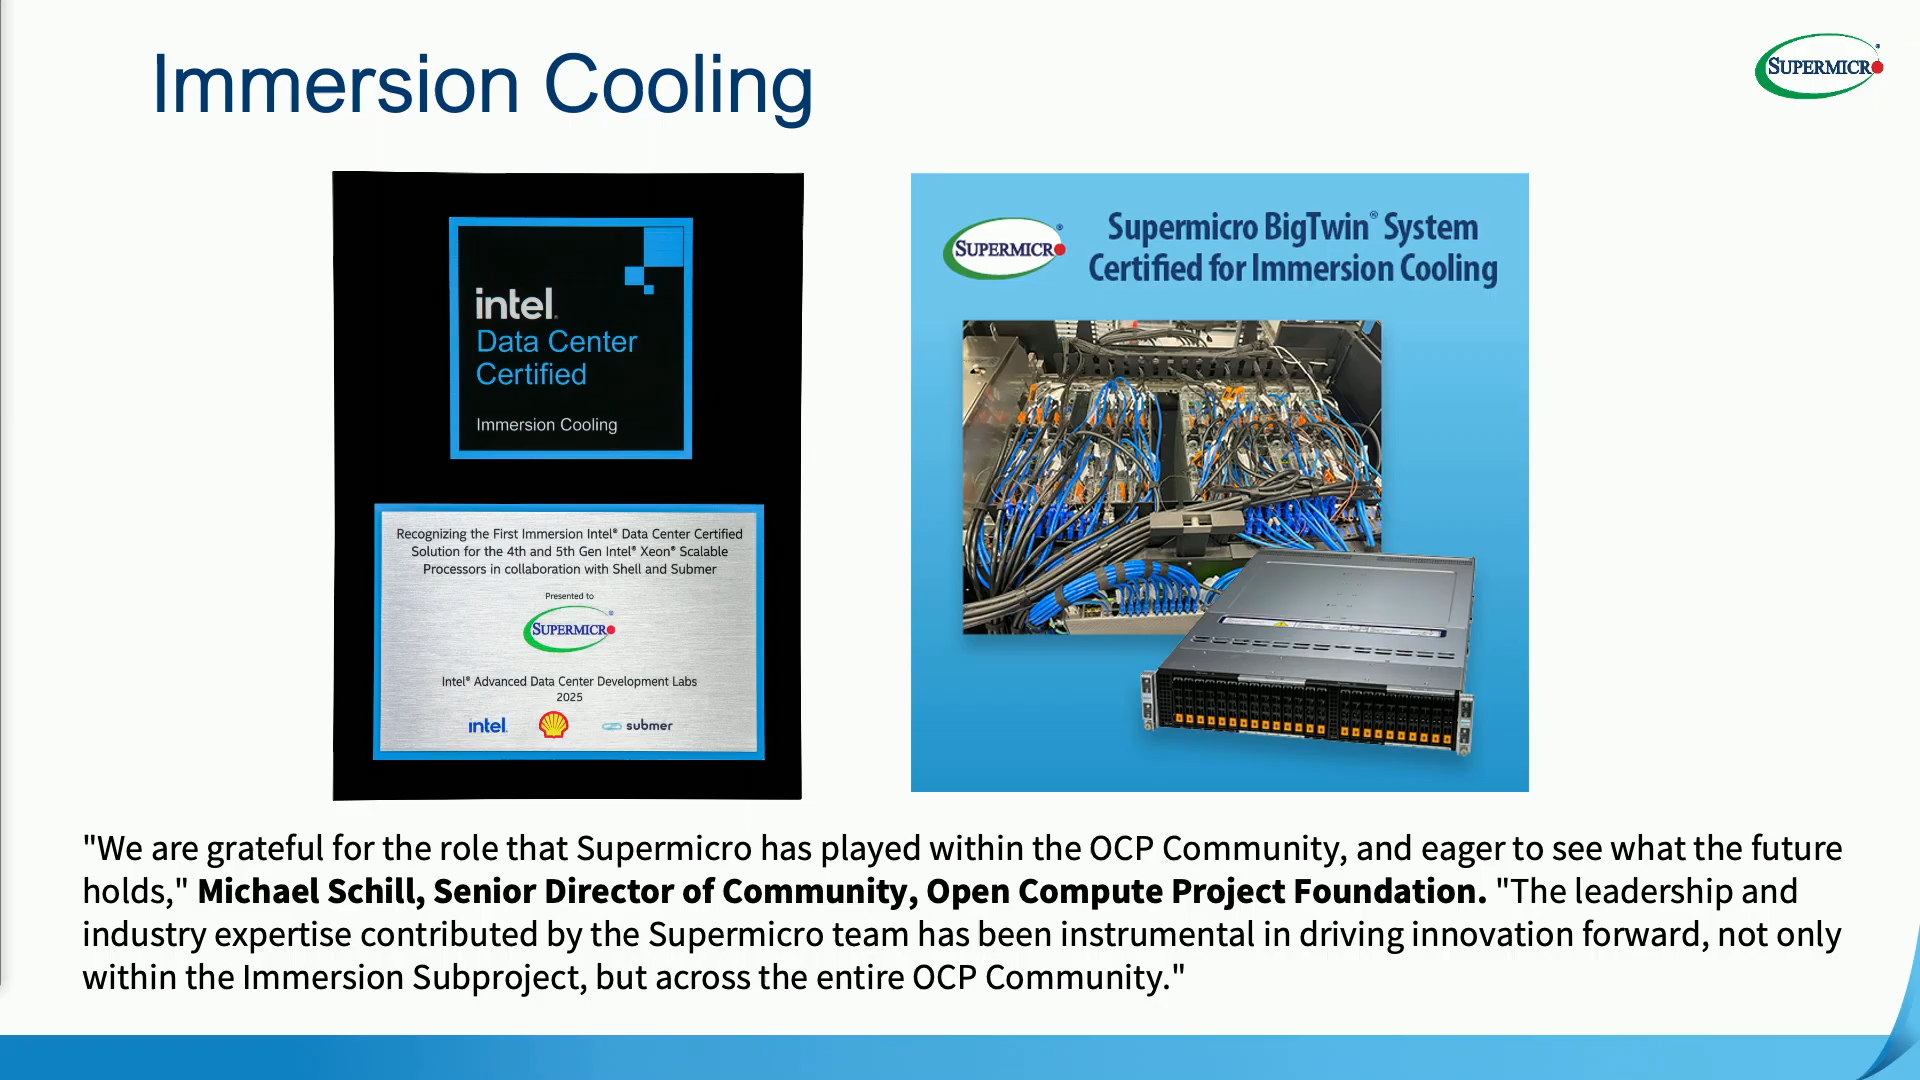 Immersion Cooling
SUPERMICRO
intel.
Data Center
Certified
Immersion Cooling
Recognizing the First Immersion Intel® Data Center Certified
Solution for the 4th and 5th Gen Intel® Xeon® Scalable
Processors in collaboration with Shell and Submer
Presented to
SUPERMICRO®
Intel® Advanced Data Center Development Labs
2025
intel.
submer
SUPERMICRO®
Supermicro BigTwin® System
Certified for Immersion Cooling
"We are grateful for the role that Supermicro has played within the OCP Community, and eager to see what the future
holds," Michael Schill, Senior Director of Community, Open Compute Project Foundation. "The leadership and
industry expertise contributed by the Supermicro team has been instrumental in driving innovation forward, not only
within the Immersion Subproject, but across the entire OCP Community."